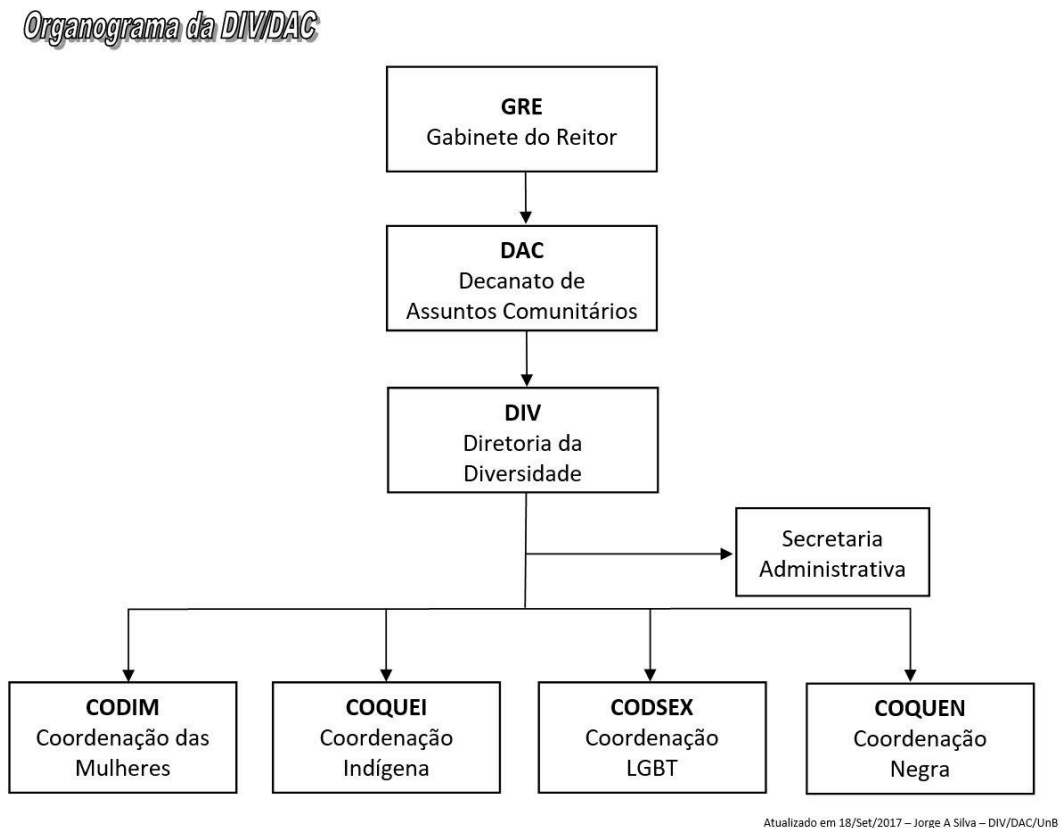 Organograma da DIV/DAC
GRE
Gabinete do Reitor
DAC
Decanato de
Assuntos Comunitários
DIV
Diretoria da
Diversidade
Secretaria
Administrativa
CODIM
Coordenação das
Mulheres
COQUEI
Coordenação
Indígena
CODSEX
Coordenação
LGBT
COQUEN
Coordenação
Negra
Atualizado em 18/Set/2017 – Jorge A Silva – DIV/DAC/UnB